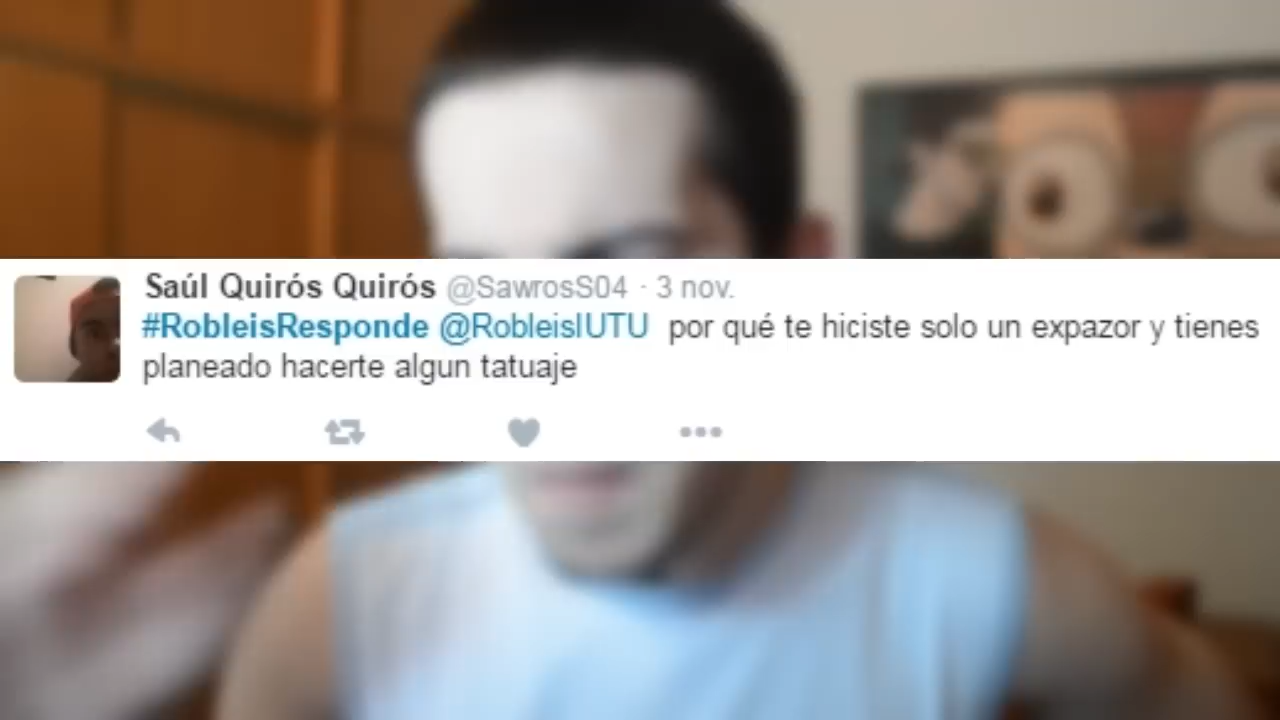 Saúl Quirós Quirós @SawrosS04 · 3 nov.
#RobleisResponde @RobleisIUTU por qué te hiciste solo un expazor y tienes
planeado hacerte algun tatuaje